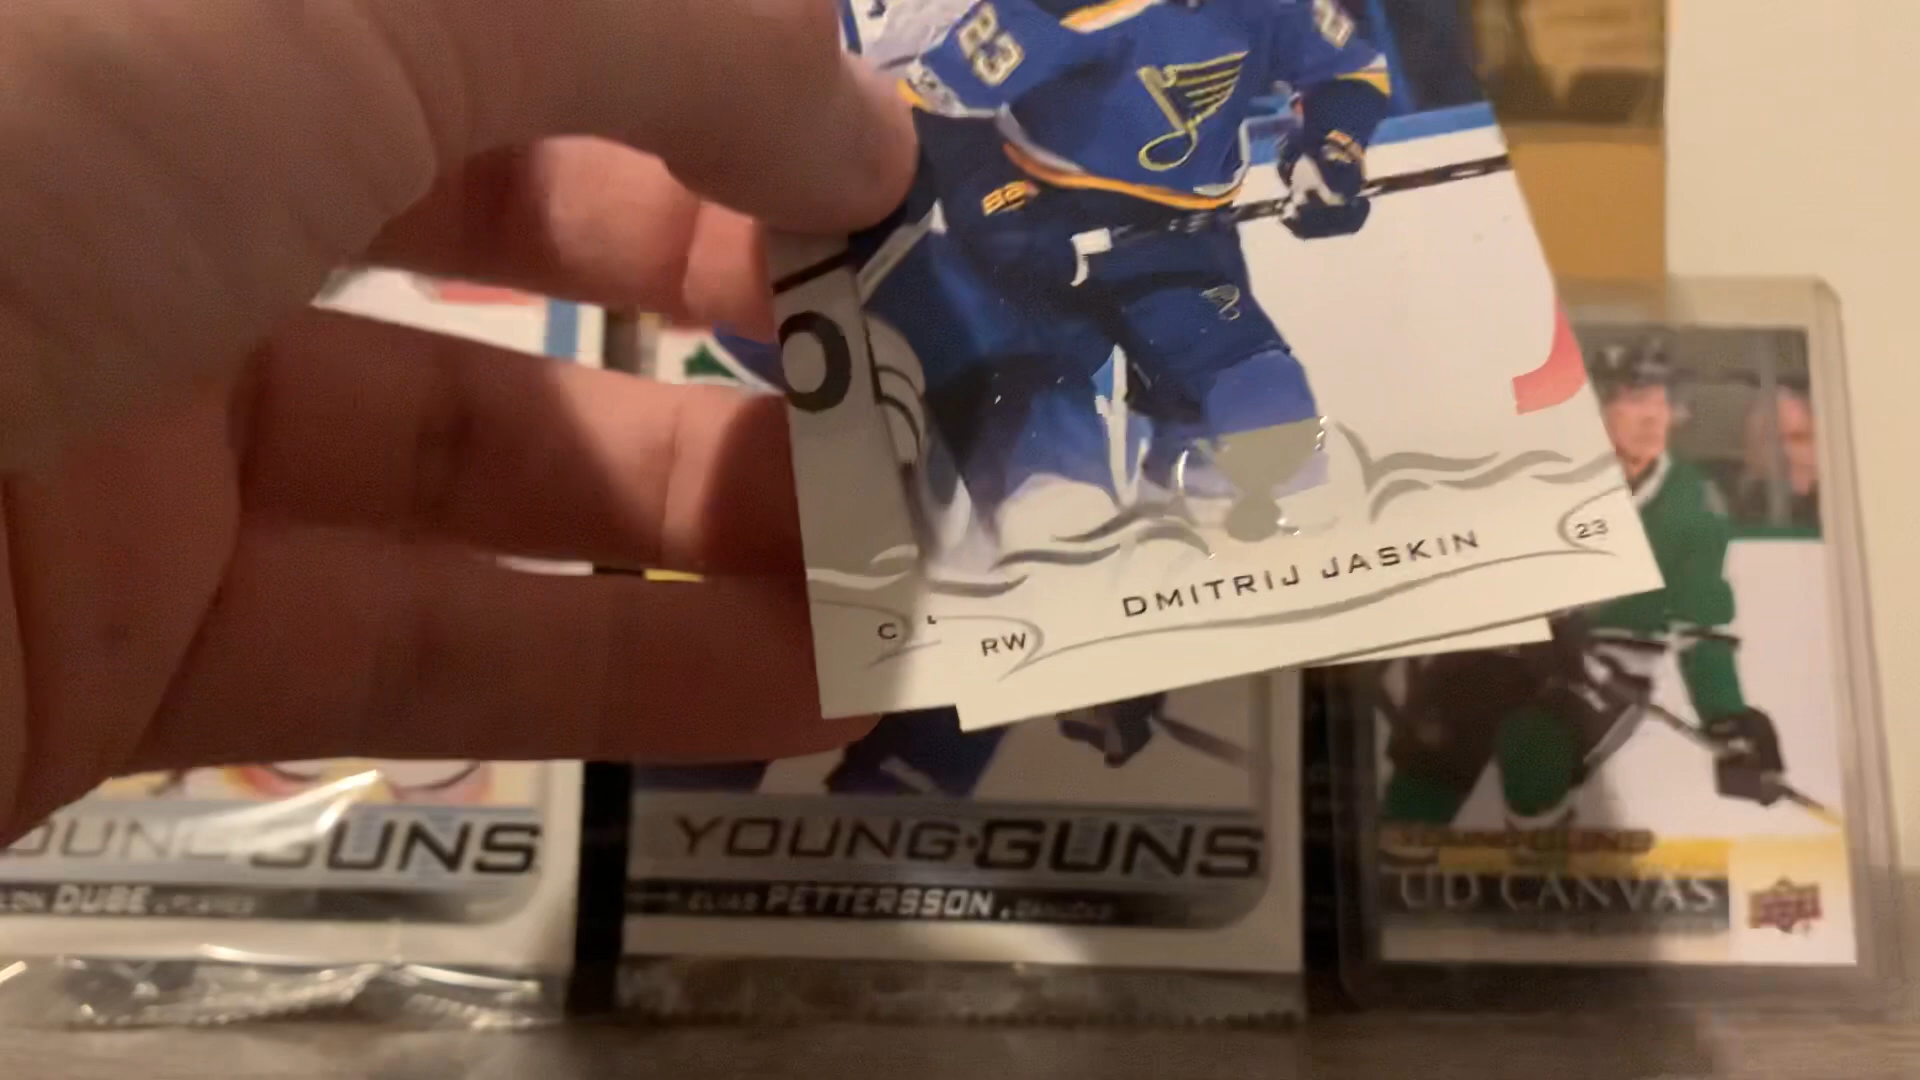 23
DMITRIJ JASKIN
23
RW
C
YOUNG GUNS
DUBE
YOUNG GUNS
ELIAS PETTERSSON
UD CANVAS